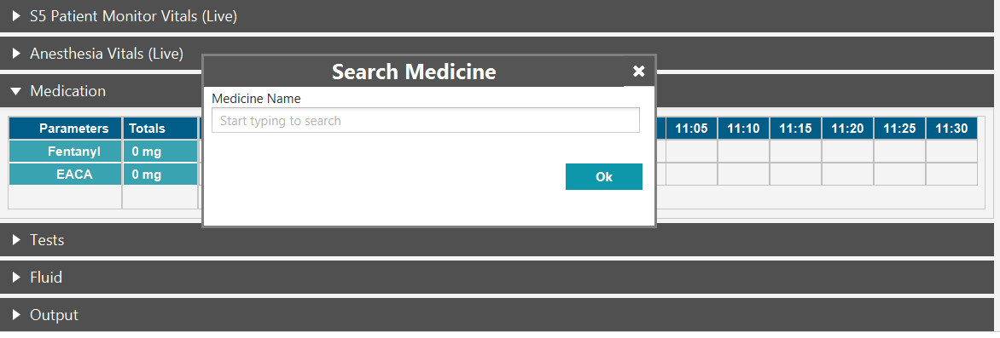 S5 Patient Monitor Vitals (Live)
Anesthesia Vitals (Live)
Search Medicine
Medicine Name
Start typing to search
Ok
Medication
Parameters Totals 11:05 11:10 11:15 11:20 11:25 11:30
Fentanyl 0 mg
EACA 0 mg
Tests
Fluid
Output